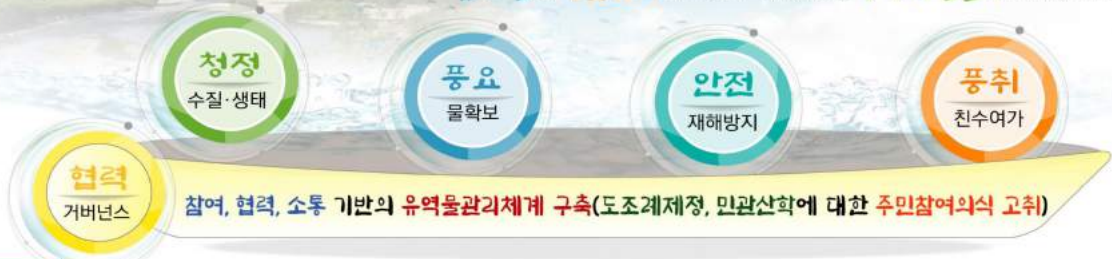 청정
수질·생태
풍요
물확보
안전
재해방지
풍취
친수여가
협력
거버넌스
참여, 협력, 소통 기반의 유역물관리체계 구축(도조례제정, 민관산학에 대한 주민참여의식 고취)